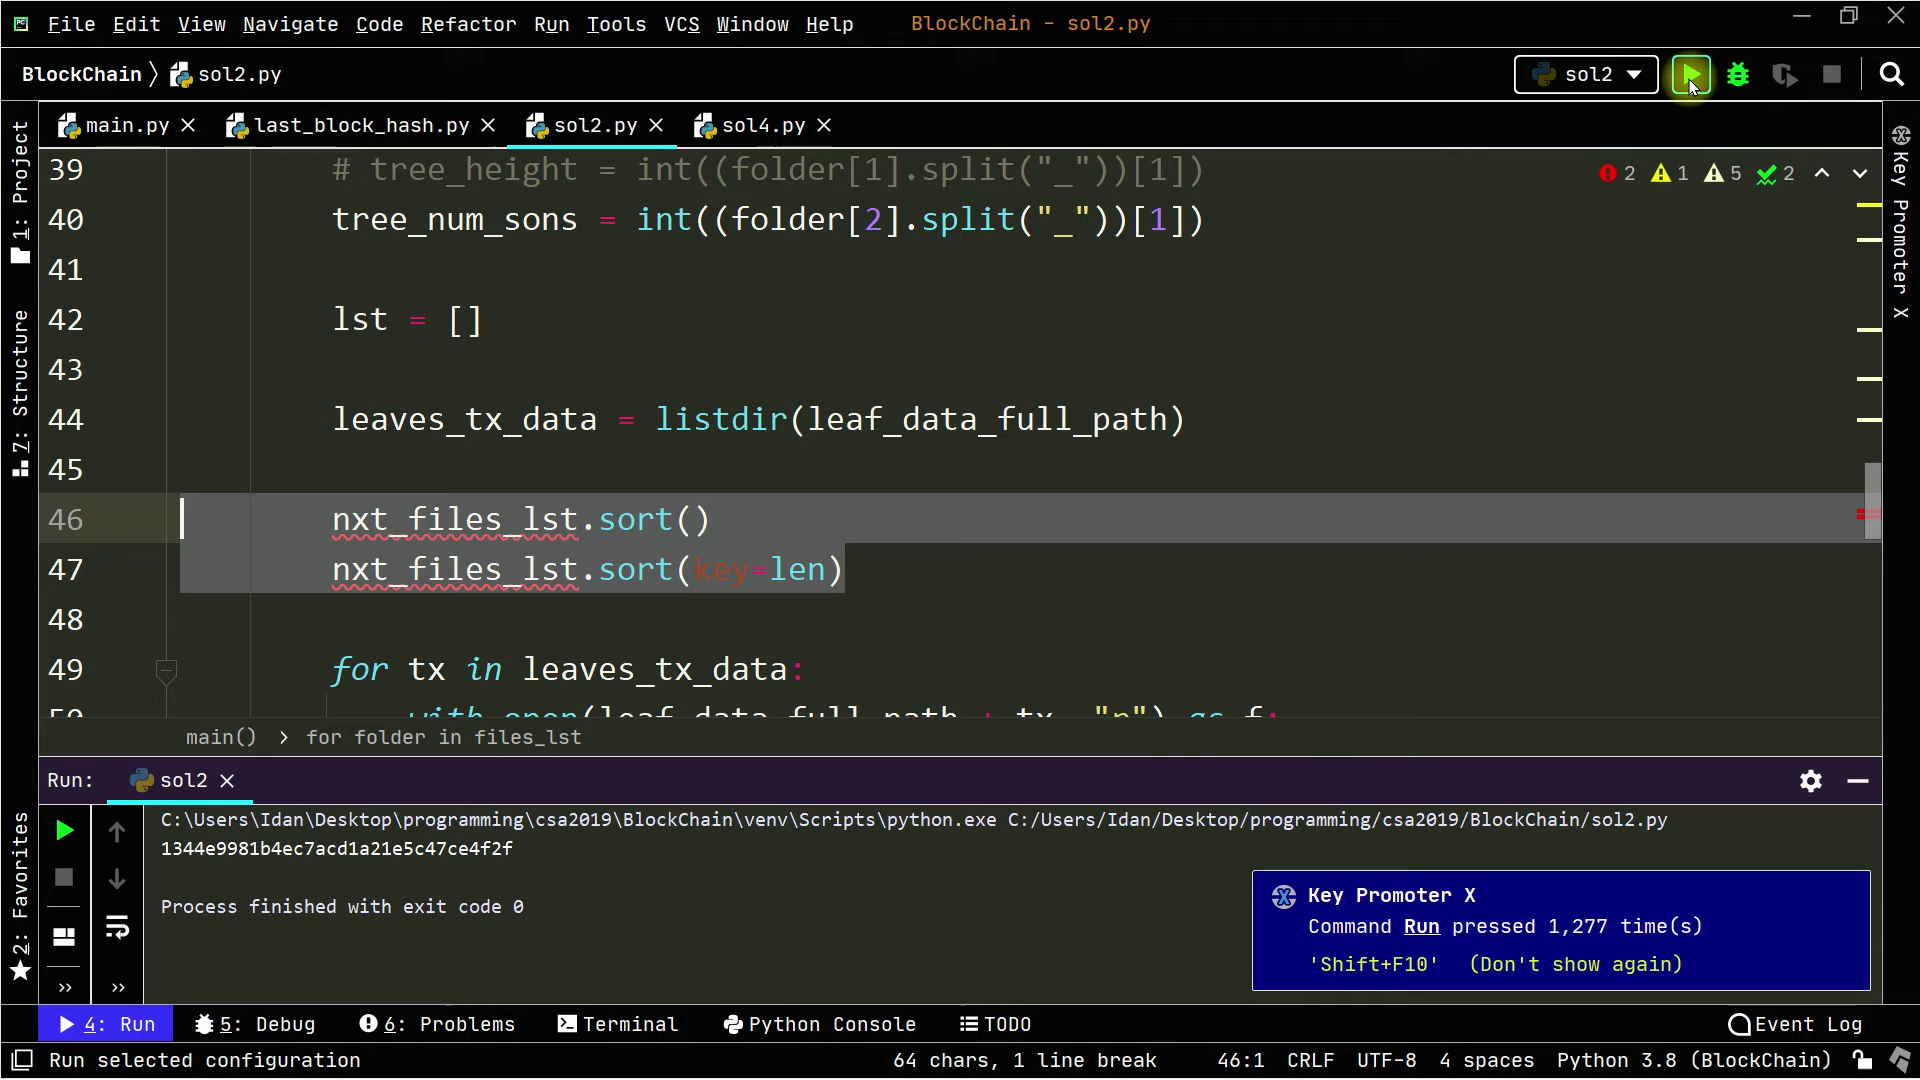 File Edit View Navigate Code Refactor Run Tools VCS Window Help BlockChain - sol2.py
BlockChain sol2.py sol2
main.py last_block_hash.py sol2.py sol4.py
1: Project
7: Structure
2: Favorites
Key Promoter X
2 1 5 2
39 # tree_height = int((folder[1].split("_"))[1])
40 tree_num_sons = int((folder[2].split("_"))[1])
41
42 lst = []
43
44 leaves_tx_data = listdir(leaf_data_full_path)
45
46 nxt_files_lst.sort()
47 nxt_files_lst.sort(key=len)
48
49 for tx in leaves_tx_data:
50 with open(leaf_data_full_path + tx, "r") as f:
main() > for folder in files_lst
Run: sol2
C:\Users\Idan\Desktop\programming\csa2019\BlockChain\venv\Scripts\python.exe C:/Users/Idan/Desktop/programming/csa2019/BlockChain/sol2.py
1344e9981b4ec7acd1a21e5c47ce4f2f
Process finished with exit code 0
Key Promoter X
Command Run pressed 1,277 time(s)
'Shift+F10' (Don't show again)
4: Run 5: Debug 6: Problems Terminal Python Console TODO Event Log
Run selected configuration 64 chars, 1 line break 46:1 CRLF UTF-8 4 spaces Python 3.8 (BlockChain)